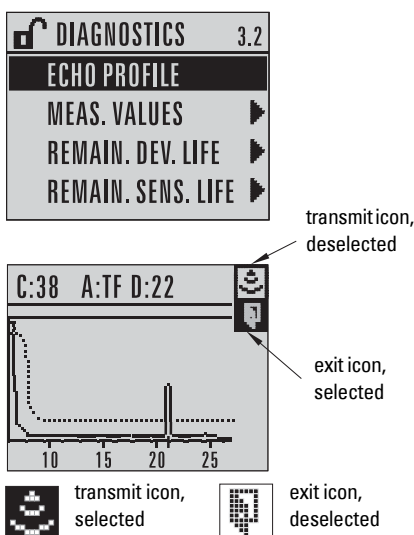 DIAGNOSTICS 3.2
ECHO PROFILE
MEAS. VALUES
REMAIN. DEV. LIFE
REMAIN. SENS. LIFE
transmit icon,
deselected
C:38 A:TF D:22
exit icon,
selected
10 15 20 25
transmit icon,
selected
exit icon,
deselected